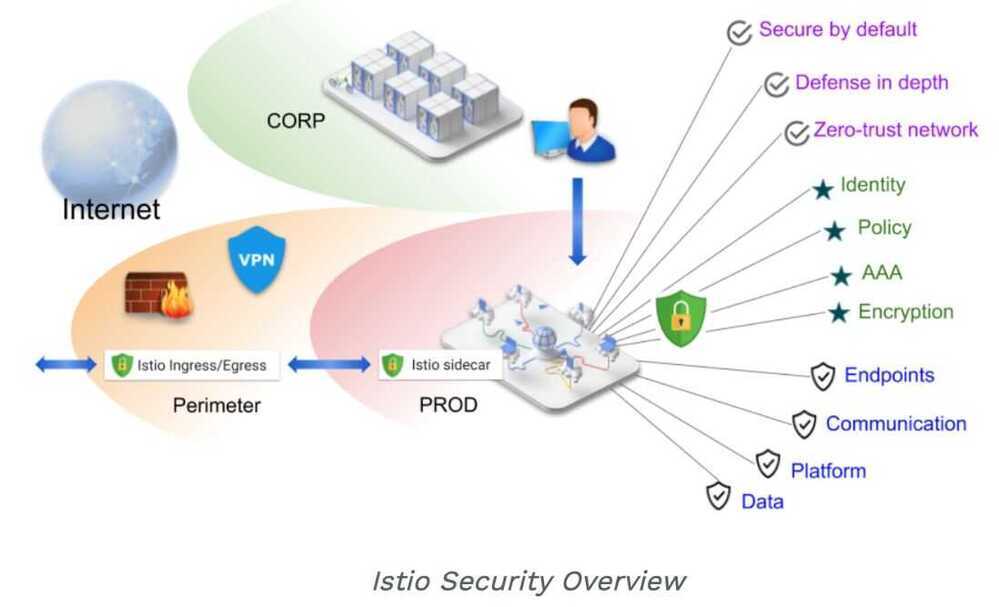 Secure by default
Defense in depth
CORP
Zero-trust network
Internet
Identity
Policy
VPN
AAA
Encryption
Istio Ingress/Egress
Istio sidecar
Perimeter
PROD
Endpoints
Communication
Platform
Data
Istio Security Overview